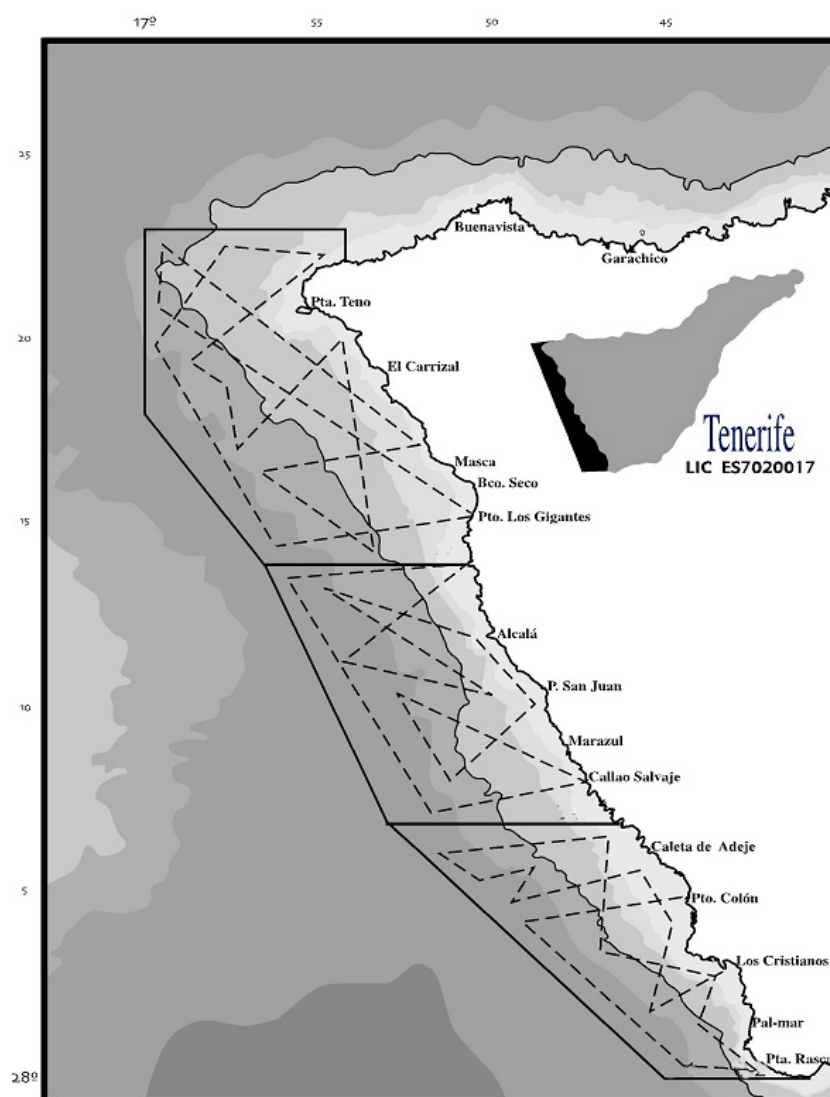 17º 55 50 45
25
Buenavista
Garachico
Pta. Teno
20
El Carrizal
Tenerife
Masca
LIC ES7020017
Bco. Seco
15
Pto. Los Gigantes
Alcalá
P. San Juan
10
Marazul
Callao Salvaje
Caleta de Adeje
5
Pto. Colón
Los Cristianos
Pal-mar
Pta. Rasca
28º